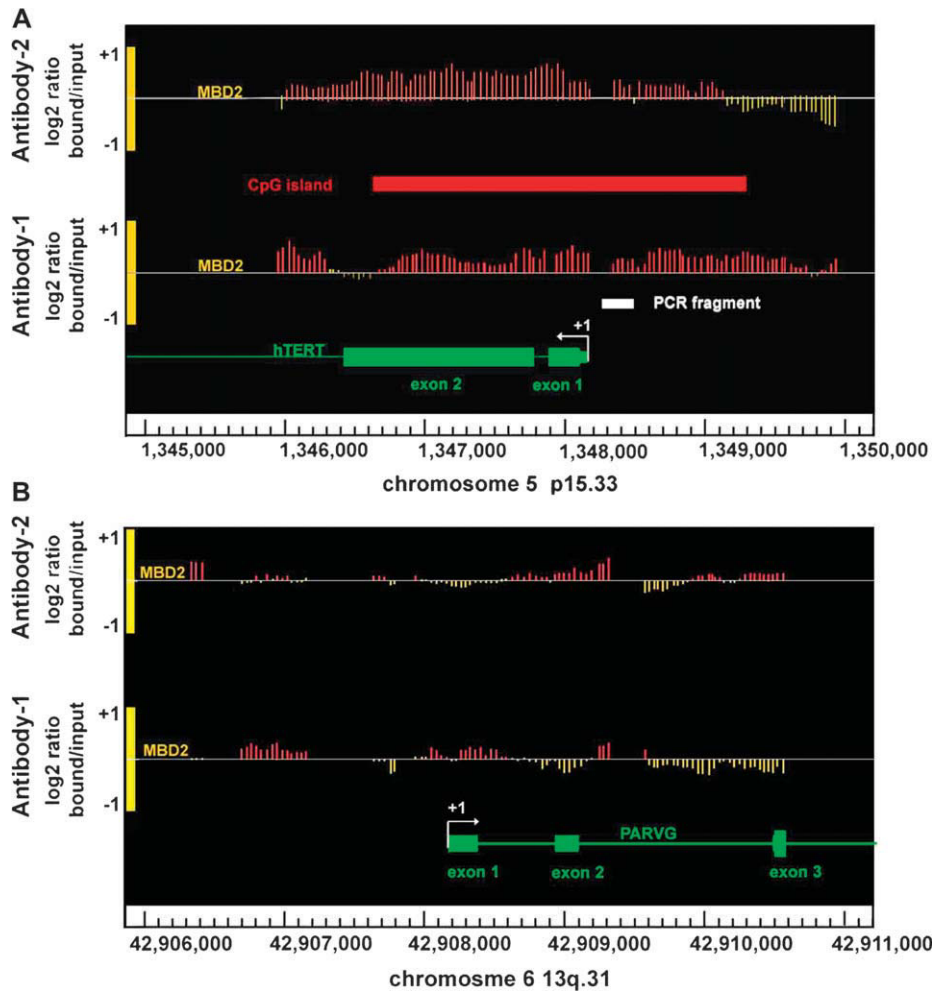 A
Antibody-2
log2 ratio
bound/input
+1
-1
MBD2
CpG island
Antibody-1
log2 ratio
bound/input
+1
-1
MBD2
PCR fragment
+1
hTERT
exon 2
exon 1
1,345,000 1,346,000 1,347,000 1,348,000 1,349,000 1,350,000
chromosome 5 p15.33
B
Antibody-2
log2 ratio
bound/input
+1
-1
MBD2
Antibody-1
log2 ratio
bound/input
+1
-1
MBD2
+1
PARVG
exon 1
exon 2
exon 3
42,906,000 42,907,000 42,908,000 42,909,000 42,910,000 42,911,000
chromosme 6 13q.31